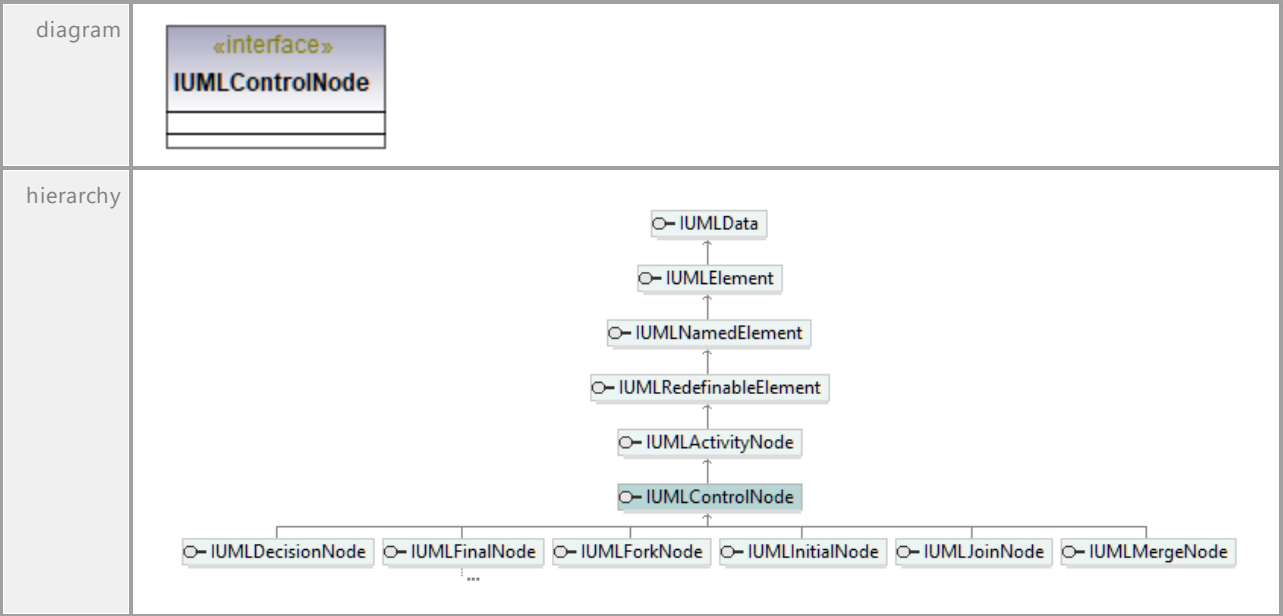 diagram
«interface»
IUMLControlNode
hierarchy
IUMLData
IUMLElement
IUMLNamedElement
IUMLRedefinableElement
IUMLActivityNode
IUMLControlNode
IUMLDecisionNode IUMLFinalNode IUMLForkNode IUMLInitialNode IUMLJoinNode IUMLMergeNode
...